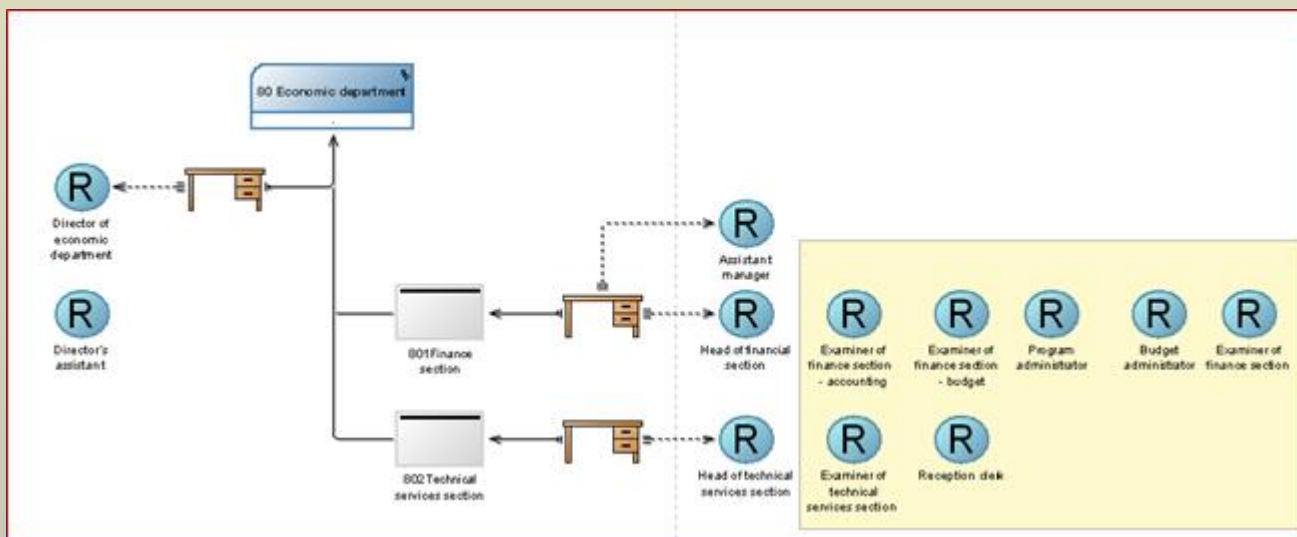 80 Economic department
R
Director of
economic
department
R
Director's
assistant
801 Finance
section
802 Technical
services section
R
Assistant
manager
R
Head of financial
section
R
Examiner of
finance section
- accounting
R
Examiner of
finance section
- budget
R
Program
administrator
R
Budget
administrator
R
Examiner of
finance section
R
Head of technical
services section
R
Examiner of
technical
services section
R
Reception clerk